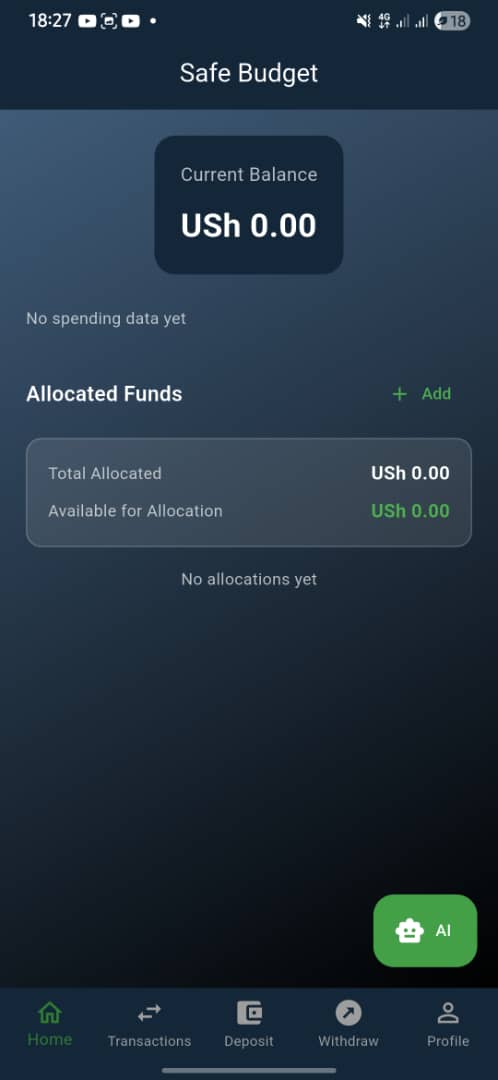 18:27 4G 18
Safe Budget
Current Balance
USh 0.00
No spending data yet
Allocated Funds + Add
Total Allocated USh 0.00
Available for Allocation USh 0.00
No allocations yet
AI
Home Transactions Deposit Withdraw Profile